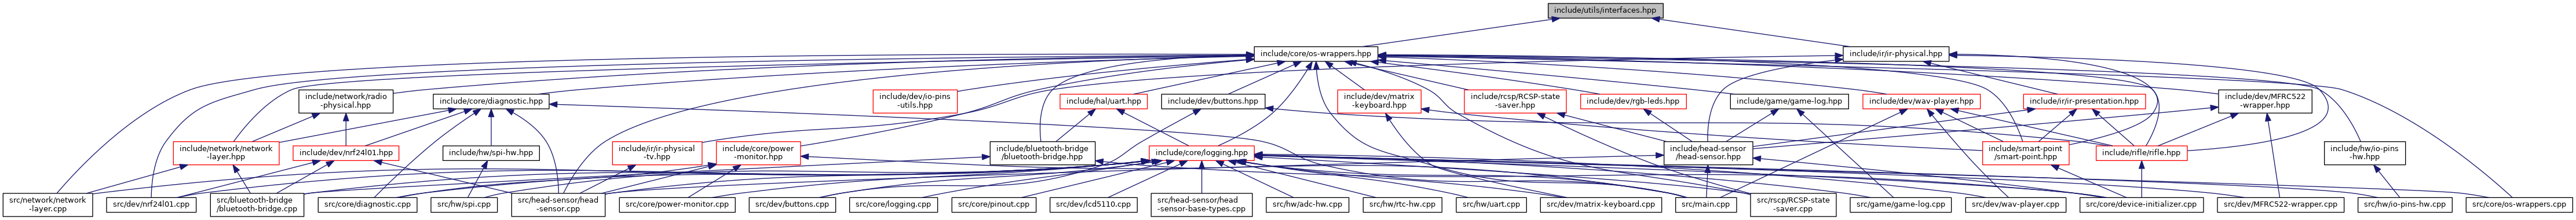 include/utils/interfaces.hpp
include/core/os-wrappers.hpp
include/ir/ir-physical.hpp
include/network/radio
-physical.hpp
include/core/diagnostic.hpp
include/dev/io-pins
-utils.hpp
include/hal/uart.hpp
include/dev/buttons.hpp
include/dev/matrix
-keyboard.hpp
include/rcsp/RCSP-state
-saver.hpp
include/dev/rgb-leds.hpp
include/game/game-log.hpp
include/dev/wav-player.hpp
include/ir/ir-presentation.hpp
include/dev/MFRC522
-wrapper.hpp
include/network/network
-layer.hpp
include/dev/nrf24l01.hpp
include/hw/spi-hw.hpp
include/ir/ir-physical
-tv.hpp
include/core/power
-monitor.hpp
include/bluetooth-bridge
/bluetooth-bridge.hpp
include/core/logging.hpp
include/head-sensor
/head-sensor.hpp
include/smart-point
/smart-point.hpp
include/rifle/rifle.hpp
include/hw/io-pins
-hw.hpp
src/network/network
-layer.cpp
src/dev/nrf24l01.cpp
src/bluetooth-bridge
/bluetooth-bridge.cpp
src/core/diagnostic.cpp
src/hw/spi.cpp
src/head-sensor/head
-sensor.cpp
src/core/power-monitor.cpp
src/dev/buttons.cpp
src/core/logging.cpp
src/core/pinout.cpp
src/dev/lcd5110.cpp
src/head-sensor/head
-sensor-base-types.cpp
src/hw/adc-hw.cpp
src/hw/rtc-hw.cpp
src/hw/uart.cpp
src/dev/matrix-keyboard.cpp
src/main.cpp
src/rscp/RCSP-state
-saver.cpp
src/game/game-log.cpp
src/dev/wav-player.cpp
src/core/device-initializer.cpp
src/dev/MFRC522-wrapper.cpp
src/hw/io-pins-hw.cpp
src/core/os-wrappers.cpp